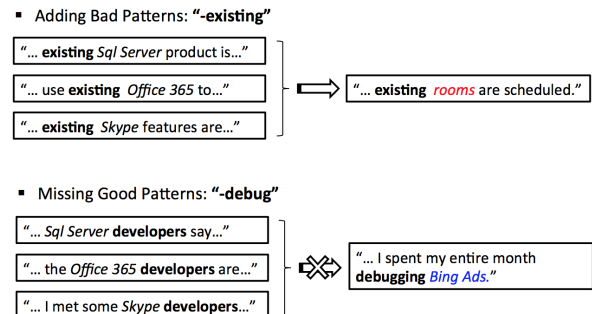 ▪ Adding Bad Patterns: “-existing”
“... existing Sql Server product is...”
“... use existing Office 365 to...”
“... existing Skype features are...”
“... existing rooms are scheduled.”
▪ Missing Good Patterns: “-debug”
“... Sql Server developers say...”
“... the Office 365 developers are...”
“... I met some Skype developers...”
“... I spent my entire month
debugging Bing Ads.”